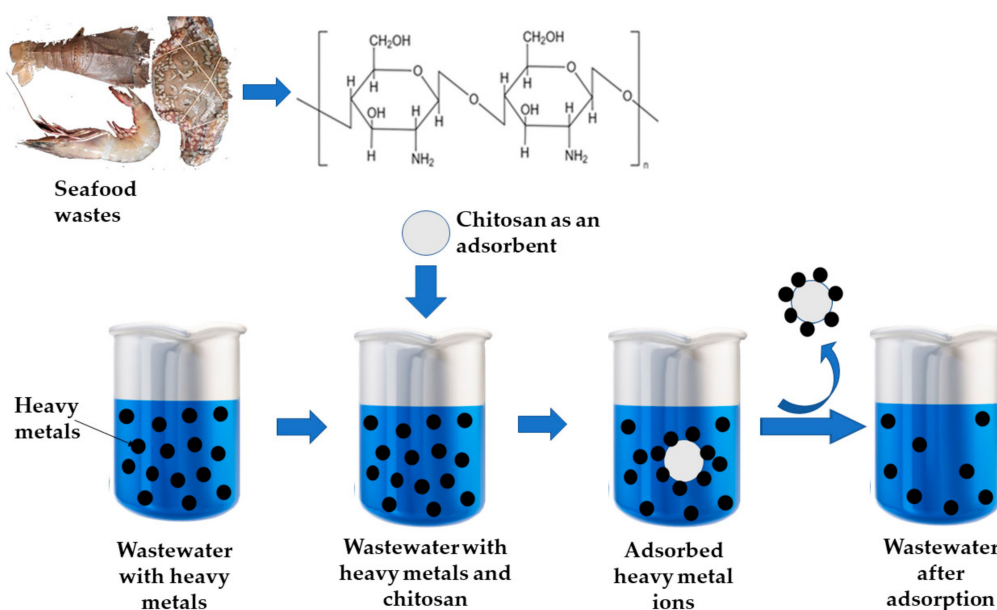 Seafood
wastes
CH₂OH
CH₂OH
O
O
H
H
H
H
O
O
OH
H
H
OH
H
H
H
NH₂
H
NH₂
n
Chitosan as an
adsorbent
Heavy
metals
Wastewater
with heavy
metals
Wastewater with
heavy metals and
chitosan
Adsorbed
heavy metal
ions
Wastewater
after
adsorption